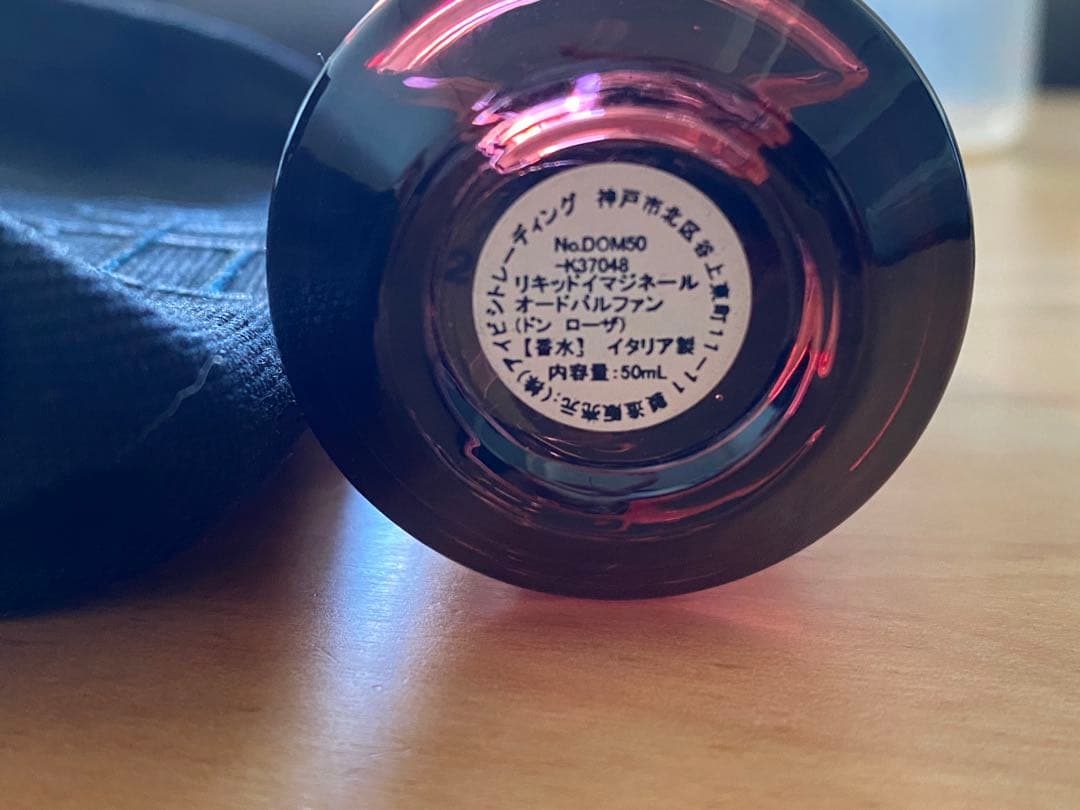 No.DOM50
-K37048
リキッドイマジネール
オードパルファン
(ドン ローザ)
【香水】 イタリア製
内容量:50mL
製造販売元:(株)アイビシトレーディング 神戸市北区谷上東町11-11
2